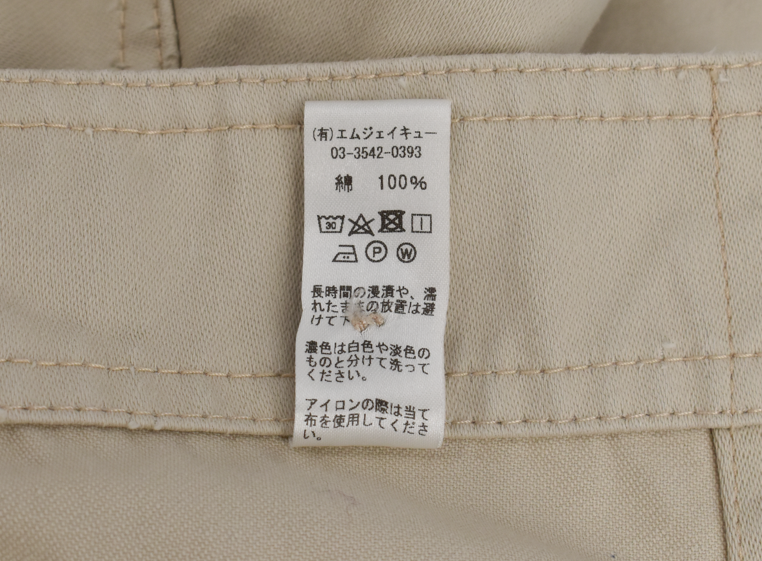 (有)エムジェイキュー
03-3542-0393
綿 100%
30
P W
長時間の浸漬や、濡
れたままの放置は避
けて下
濃色は白色や淡色の
ものと分けて洗って
ください。
アイロンの際は当て
布を使用してくださ
い。